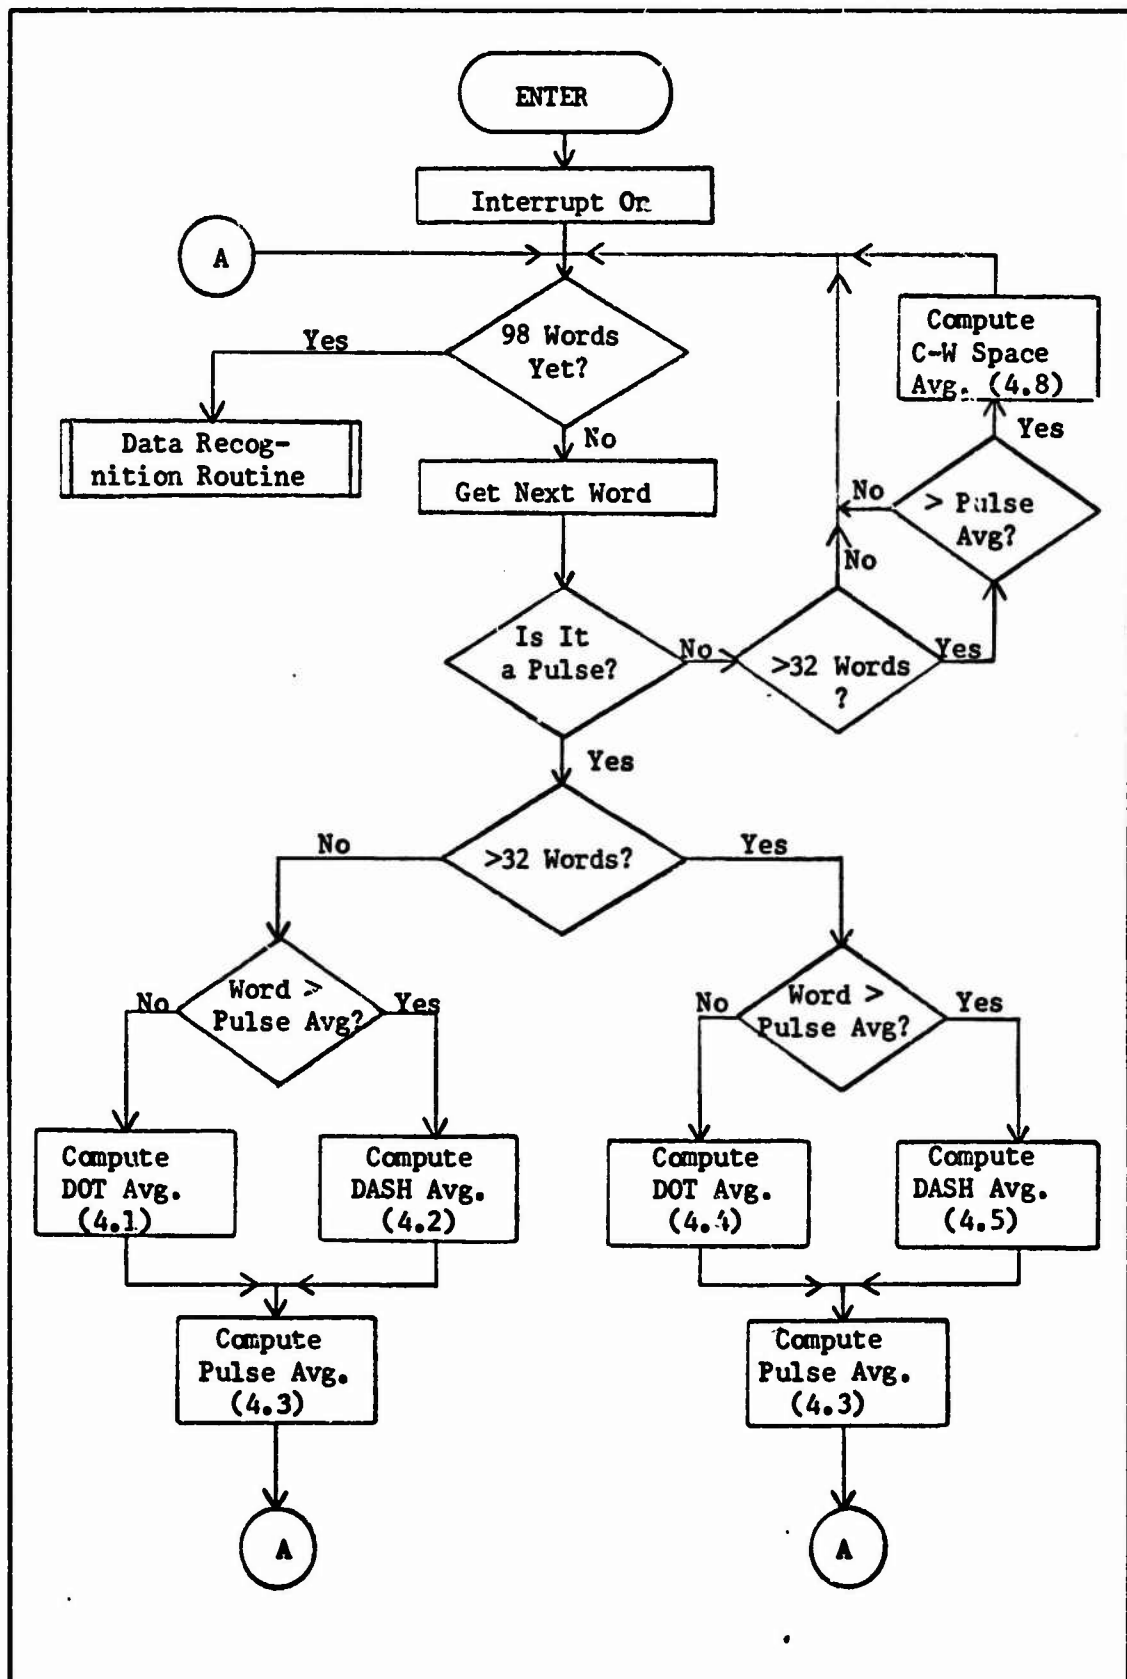 ENTER
Interrupt On
A
98 Words
Yet?
Yes
No
Compute
C-W Space
Avg. (4.8)
Yes
Data Recog-
nition Routine
Get Next Word
No
> Pulse
Avg?
No
Is It
a Pulse?
No
>32 Words
?
Yes
Yes
No
>32 Words?
Yes
No
Word >
Pulse Avg?
Yes
No
Word >
Pulse Avg?
Yes
Compute
DOT Avg.
(4.1)
Compute
DASH Avg.
(4.2)
Compute
DOT Avg.
(4.4)
Compute
DASH Avg.
(4.5)
Compute
Pulse Avg.
(4.3)
Compute
Pulse Avg.
(4.3)
A
A